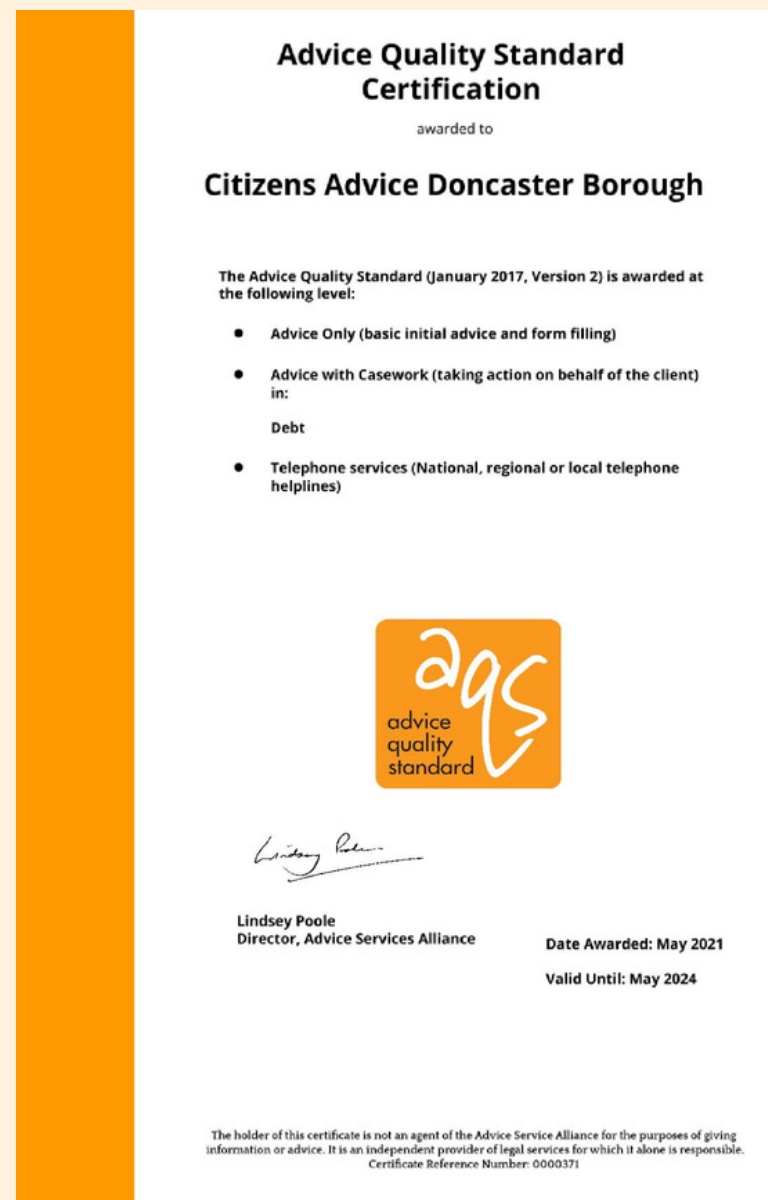 Advice Quality Standard
Certification
awarded to
Citizens Advice Doncaster Borough
The Advice Quality Standard (January 2017, Version 2) is awarded at
the following level:
● Advice Only (basic initial advice and form filling)
● Advice with Casework (taking action on behalf of the client)
in:
Debt
● Telephone services (National, regional or local telephone
helplines)
aqs
advice
quality
standard
Lindsey Poole
Lindsey Poole
Director, Advice Services Alliance
Date Awarded: May 2021
Valid Until: May 2024
The holder of this certificate is not an agent of the Advice Service Alliance for the purposes of giving
information or advice. It is an independent provider of legal services for which it alone is responsible.
Certificate Reference Number: 0000371